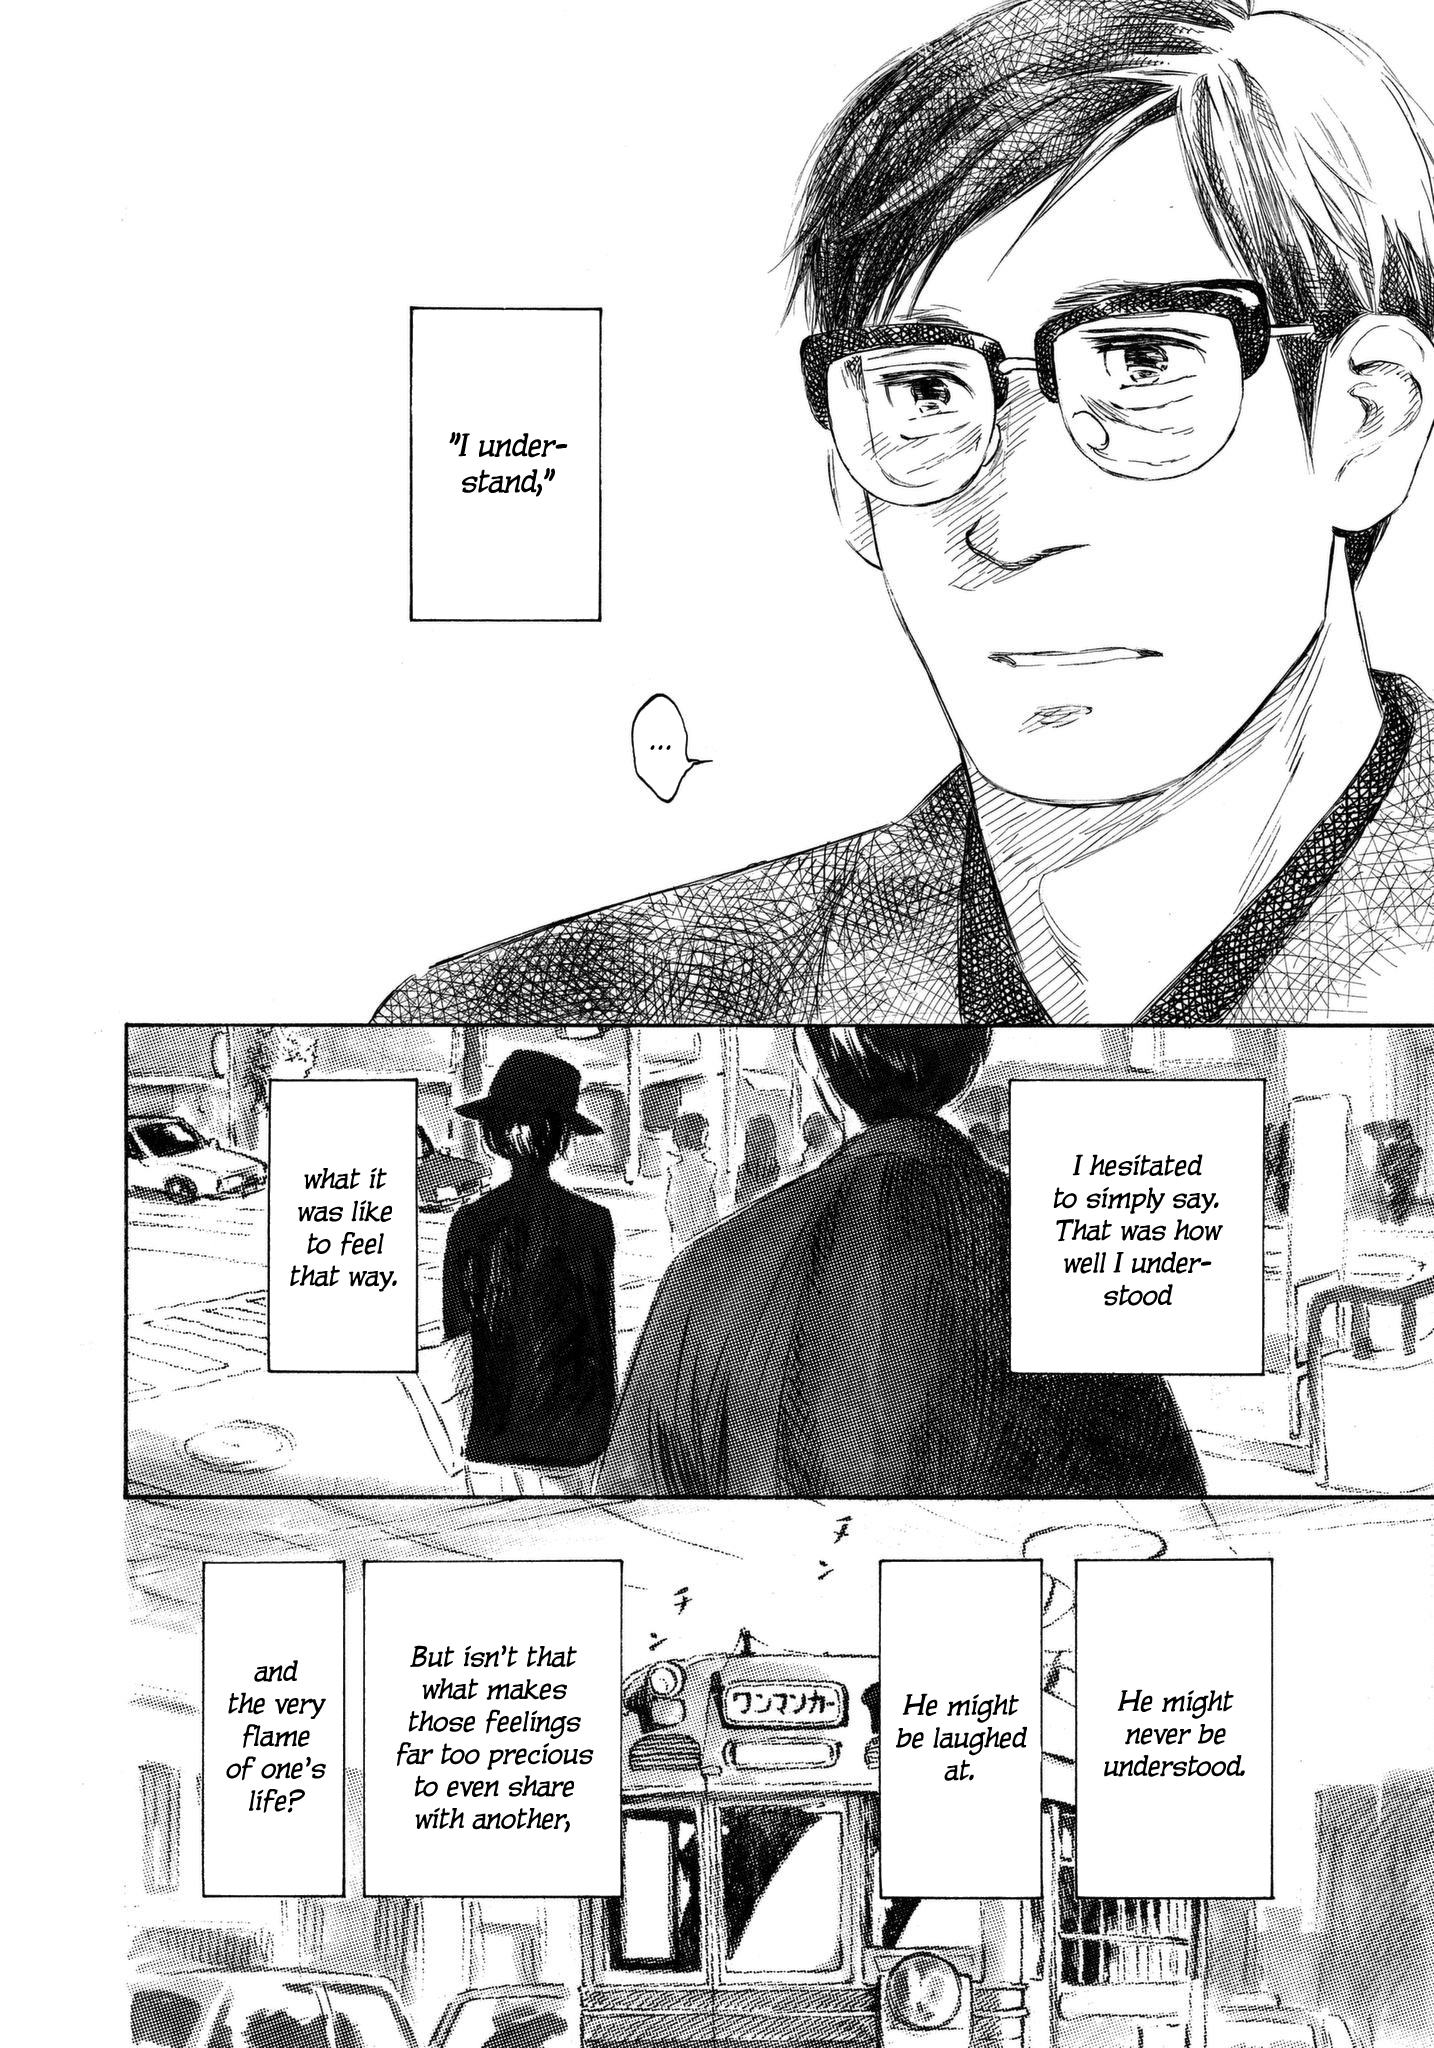 "I under-
stand,"
...
I hesitated
to simply say.
That was how
well I under-
stood
what it
was like
to feel
that way.
チン
チン
ワンマンカー
He might
never be
understood.
He might
be laughed
at.
But isn't that
what makes
those feelings
far too precious
to even share
with another,
and
the very
flame
of one's
life?